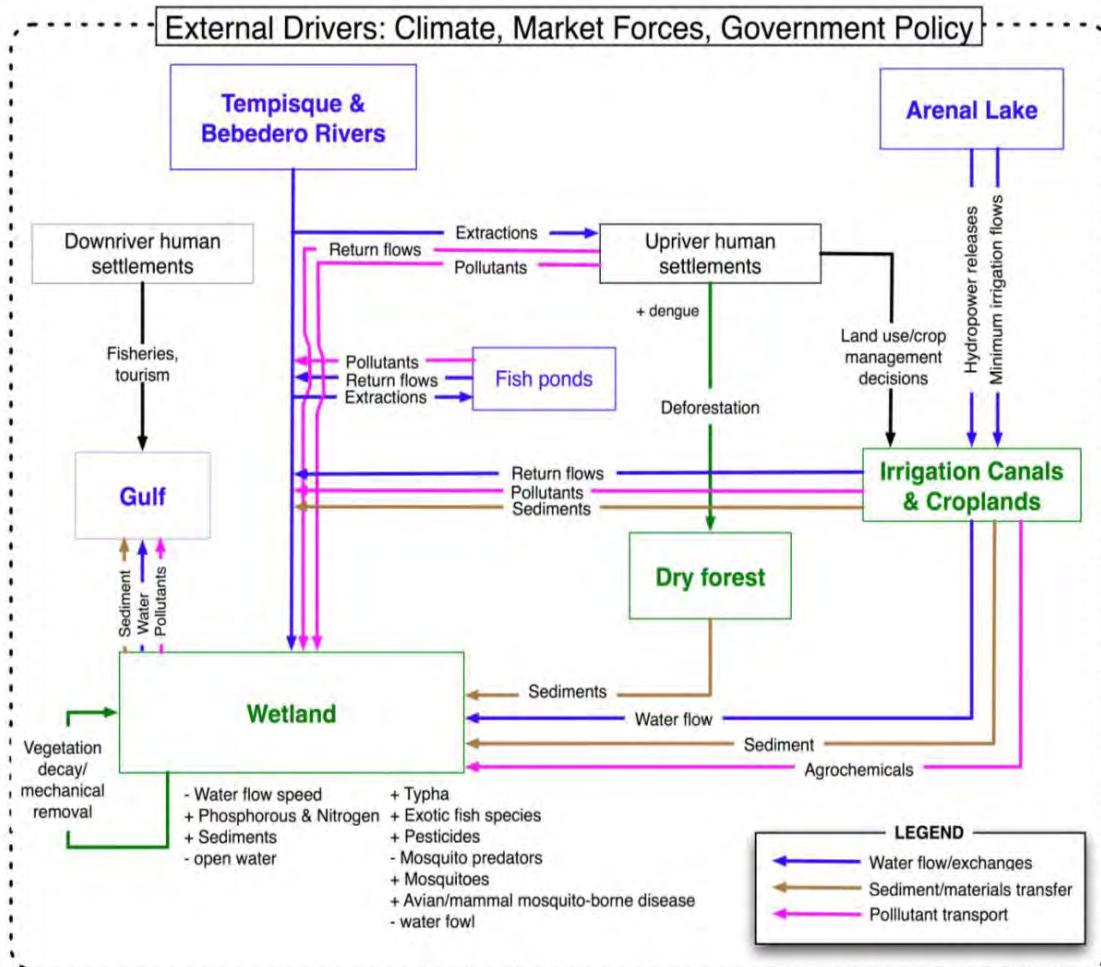 External Drivers: Climate, Market Forces, Government Policy
Tempisque &
Bebedero Rivers
Arenal Lake
Downriver human
settlements
Extractions
Return flows
Pollutants
Upriver human
settlements
Hydropower releases
Minimum irrigation flows
+ dengue
Fisheries,
tourism
Land use/crop
management
decisions
Pollutants
Return flows
Extractions
Fish ponds
Deforestation
Gulf
Return flows
Pollutants
Sediments
Irrigation Canals
& Croplands
Dry forest
Sediment
Water
Pollutants
Wetland
Sediments
Water flow
Sediment
Agrochemicals
Vegetation
decay/
mechanical
removal
- Water flow speed
+ Phosphorous & Nitrogen
+ Sediments
- open water
+ Typha
+ Exotic fish species
+ Pesticides
- Mosquito predators
+ Mosquitoes
+ Avian/mammal mosquito-borne disease
- water fowl
LEGEND
Water flow/exchanges
Sediment/materials transfer
Polllutant transport